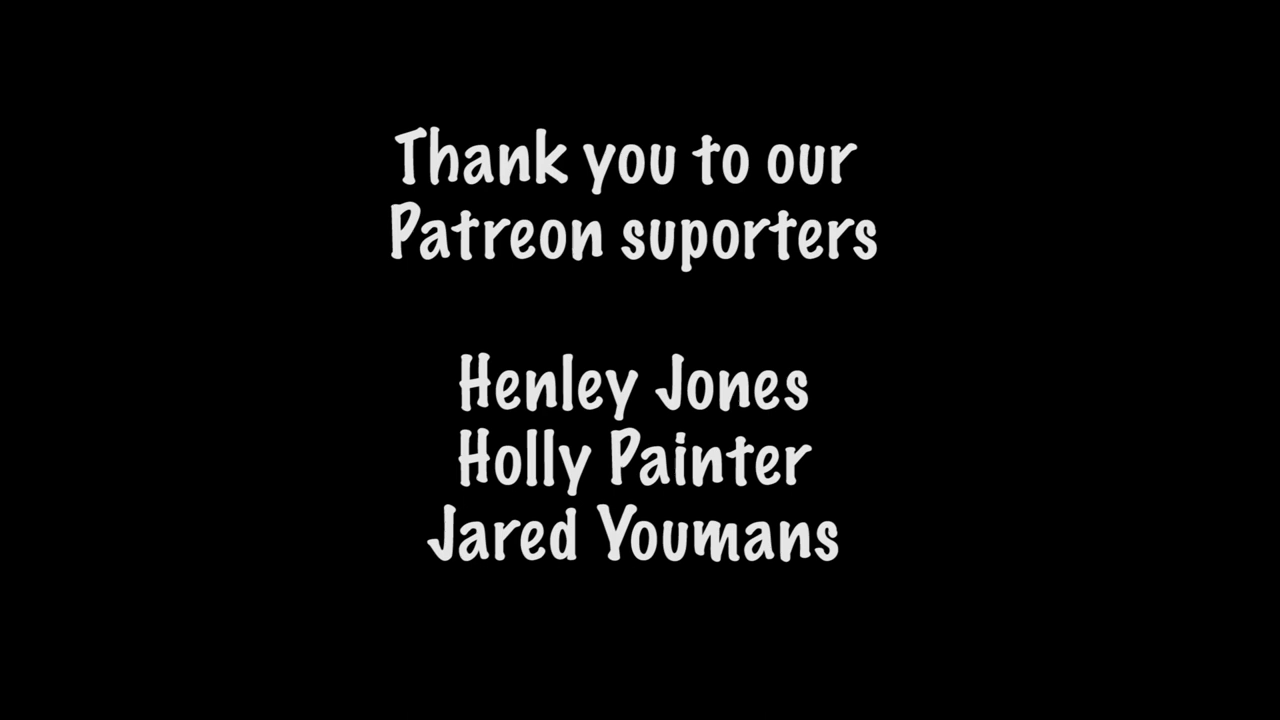 Thank you to our
Patreon suporters
Henley Jones
Holly Painter
Jared Youmans